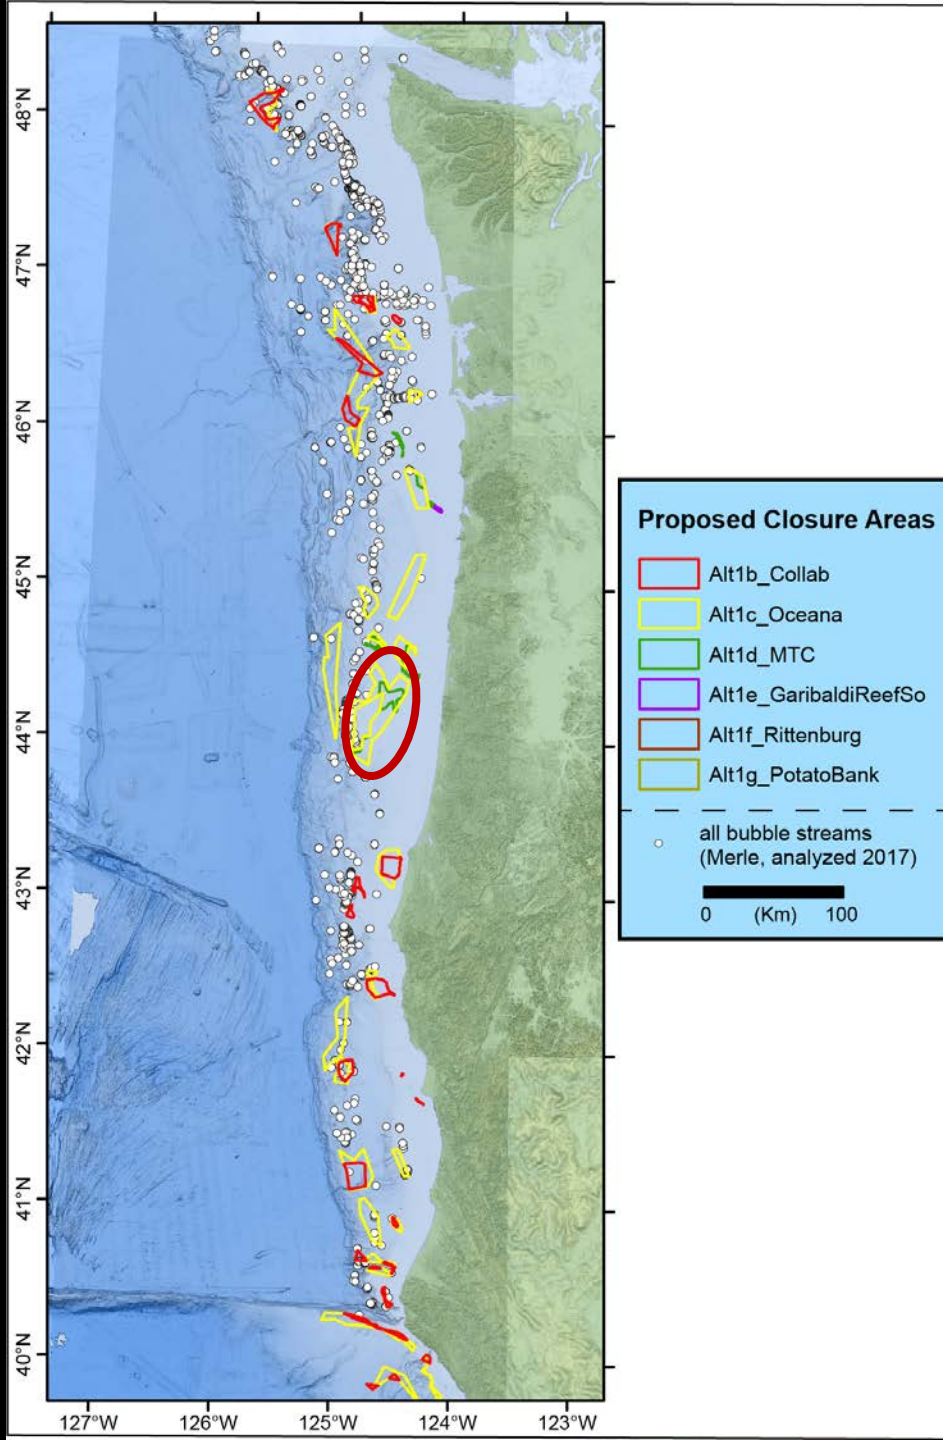 48°N
47°N
46°N
45°N
44°N
43°N
42°N
41°N
40°N
127°W
126°W
125°W
124°W
123°W
Proposed Closure Areas
Alt1b_Collab
Alt1c_Oceana
Alt1d_MTC
Alt1e_GaribaldiReefSo
Alt1f_Rittenburg
Alt1g_PotatoBank
all bubble streams
(Merle, analyzed 2017)
0 (Km) 100